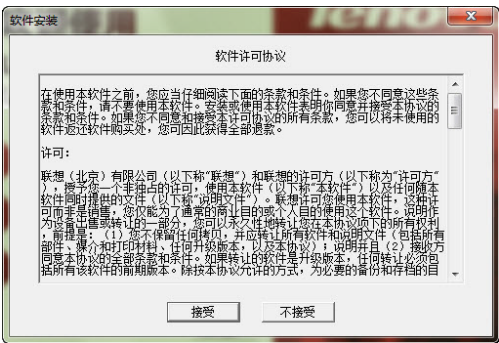 软件安装
软件许可协议
在使用本软件之前，您应当仔细阅读下面的条款和条件。如果您不同意这些条
款和条件，请不要使用本软件。安装或使用本软件表明你同意并接受本协议的
条款和条件。如果您不同意和接受本许可协议的所有条款，您可以将未使用的
软件返还软件购买处，您可因此获得全部退款。
许可：
联想（北京）有限公司（以下称“联想”）和联想的许可方（以下称为“许可方”
），授予您一个非独占的许可，使用本软件（以下称“本软件”）以及任何随本
软件同时提供的文件（以下称“说明文件”）。联想许可您使用本软件，这种许
可而非是销售，您仅能为了通常的商业目的或个人目的使用这个软件。说明作
为设备出售或转让的一部分，您可以永久性地转让您在本协议项下的所有权利
，前提是：（1）您不保留任何拷贝，并应转让所有软件和说明文件（包括所有
部件、媒介和打印材料、任何升级版本，以及本协议）；说明并且（2）接收方
同意本协议的全部条款和条件。如果转让的软件是升级版本，任何转让必须包
括所有该软件的前期版本。除按本协议允许的方式，为必要的备份和存档的目
接受
不接受